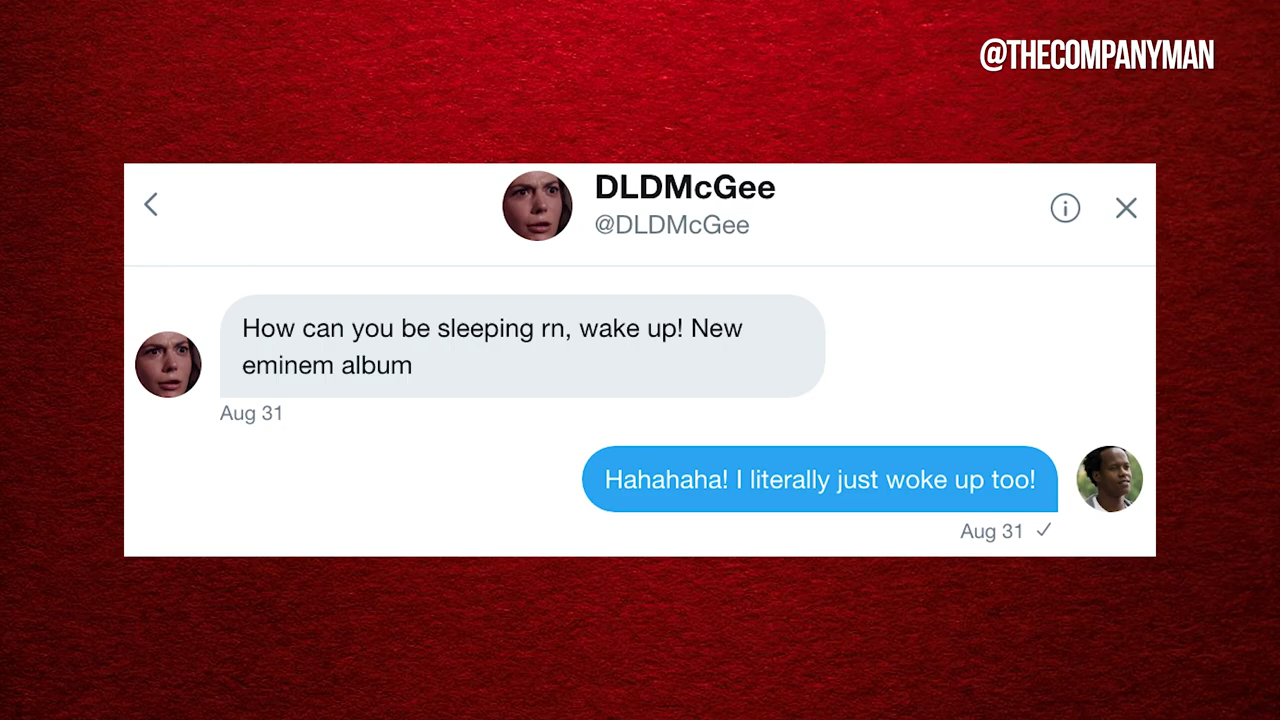 @THECOMPANYMAN
DLDMcGee
@DLDMcGee
How can you be sleeping rn, wake up! New
eminem album
Aug 31
Hahahaha! I literally just woke up too!
Aug 31 ✓